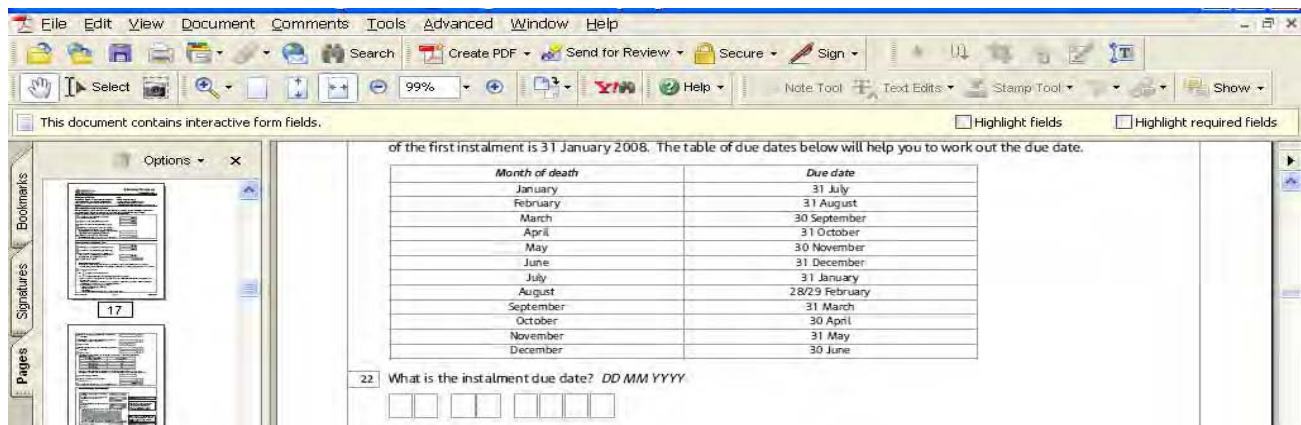 File Edit View Document Comments Tools Advanced Window Help
Search Create PDF Send for Review Secure Sign
Select 99% Y! Help Note Tool Text Edits Stamp Tool Show
This document contains interactive form fields. Highlight fields Highlight required fields
Options x
Bookmarks
Signatures
Pages
17
of the first instalment is 31 January 2008. The table of due dates below will help you to work out the due date.
Month of death Due date
January 31 July
February 31 August
March 30 September
April 31 October
May 30 November
June 31 December
July 31 January
August 28/29 February
September 31 March
October 30 April
November 31 May
December 30 June
22 What is the instalment due date? DD MM YYYY